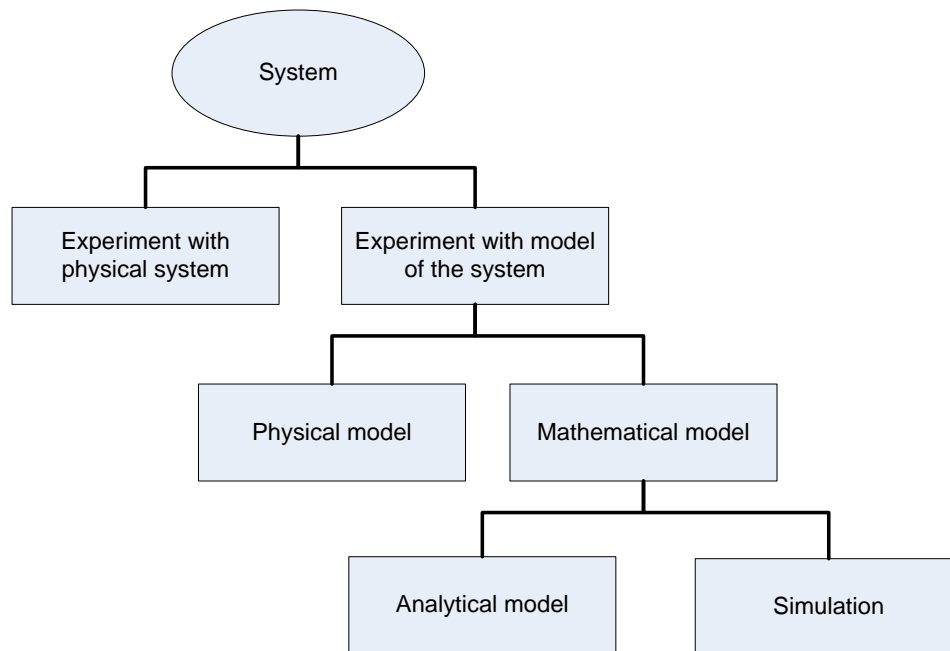 System
Experiment with
physical system
Experiment with model
of the system
Physical model
Mathematical model
Analytical model
Simulation